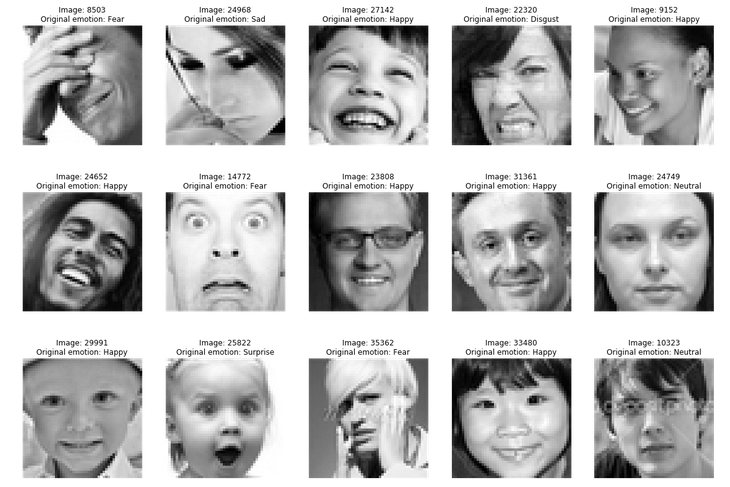 Image: 8503
Original emotion: Fear
Image: 24968
Original emotion: Sad
Image: 27142
Original emotion: Happy
Image: 22320
Original emotion: Disgust
Image: 9152
Original emotion: Happy
Image: 24652
Original emotion: Happy
Image: 14772
Original emotion: Fear
Image: 23808
Original emotion: Happy
Image: 31361
Original emotion: Happy
Image: 24749
Original emotion: Neutral
Image: 29991
Original emotion: Happy
Image: 25822
Original emotion: Surprise
Image: 35362
Original emotion: Fear
Image: 33480
Original emotion: Happy
Image: 10323
Original emotion: Neutral